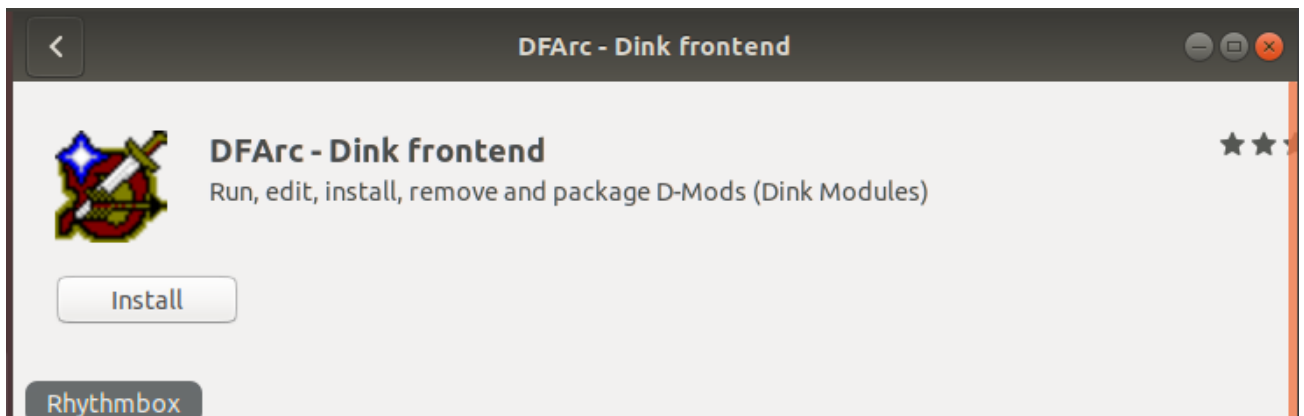 DFArc - Dink frontend
DFArc - Dink frontend
Run, edit, install, remove and package D-Mods (Dink Modules)
Install
Rhythmbox